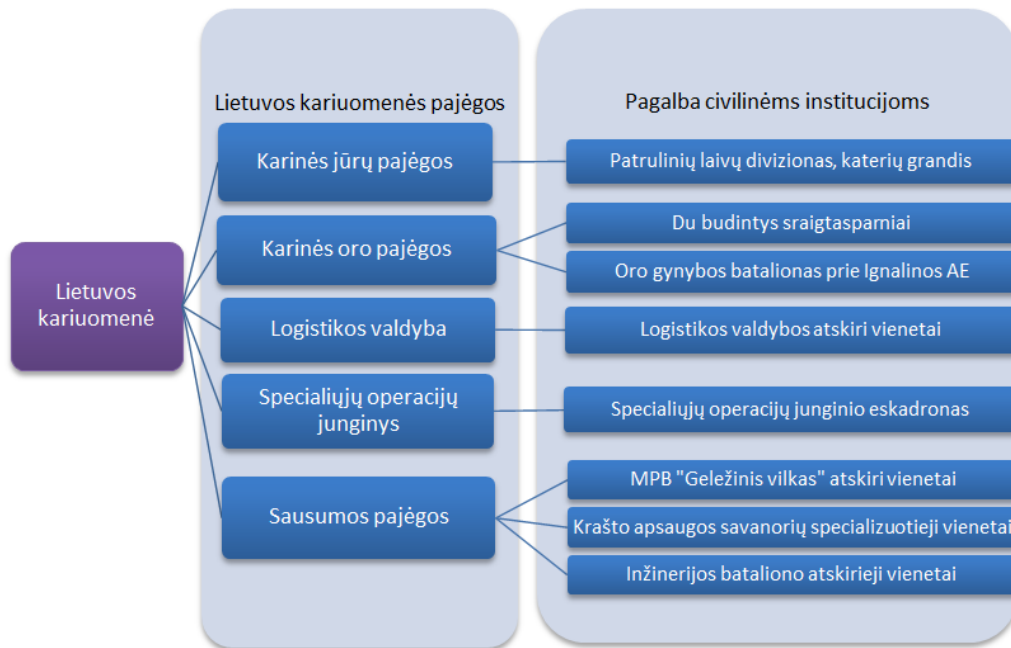 Lietuvos kariuomenės pajėgos
Pagalba civilinėms institucijoms
Lietuvos
kariuomenė
Karinės jūrų pajėgos
Patrulinių laivų divizionas, katerių grandis
Karinės oro pajėgos
Du budintys sraigtasparniai
Oro gynybos batalionas prie Ignalinos AE
Logistikos valdyba
Logistikos valdybos atskiri vienetai
Specialiųjų operacijų
junginys
Specialiųjų operacijų junginio eskadronas
Sausumos pajėgos
MPB "Geležinis vilkas" atskiri vienetai
Krašto apsaugos savanorių specializuotieji vienetai
Inžinerijos bataliono atskirieji vienetai